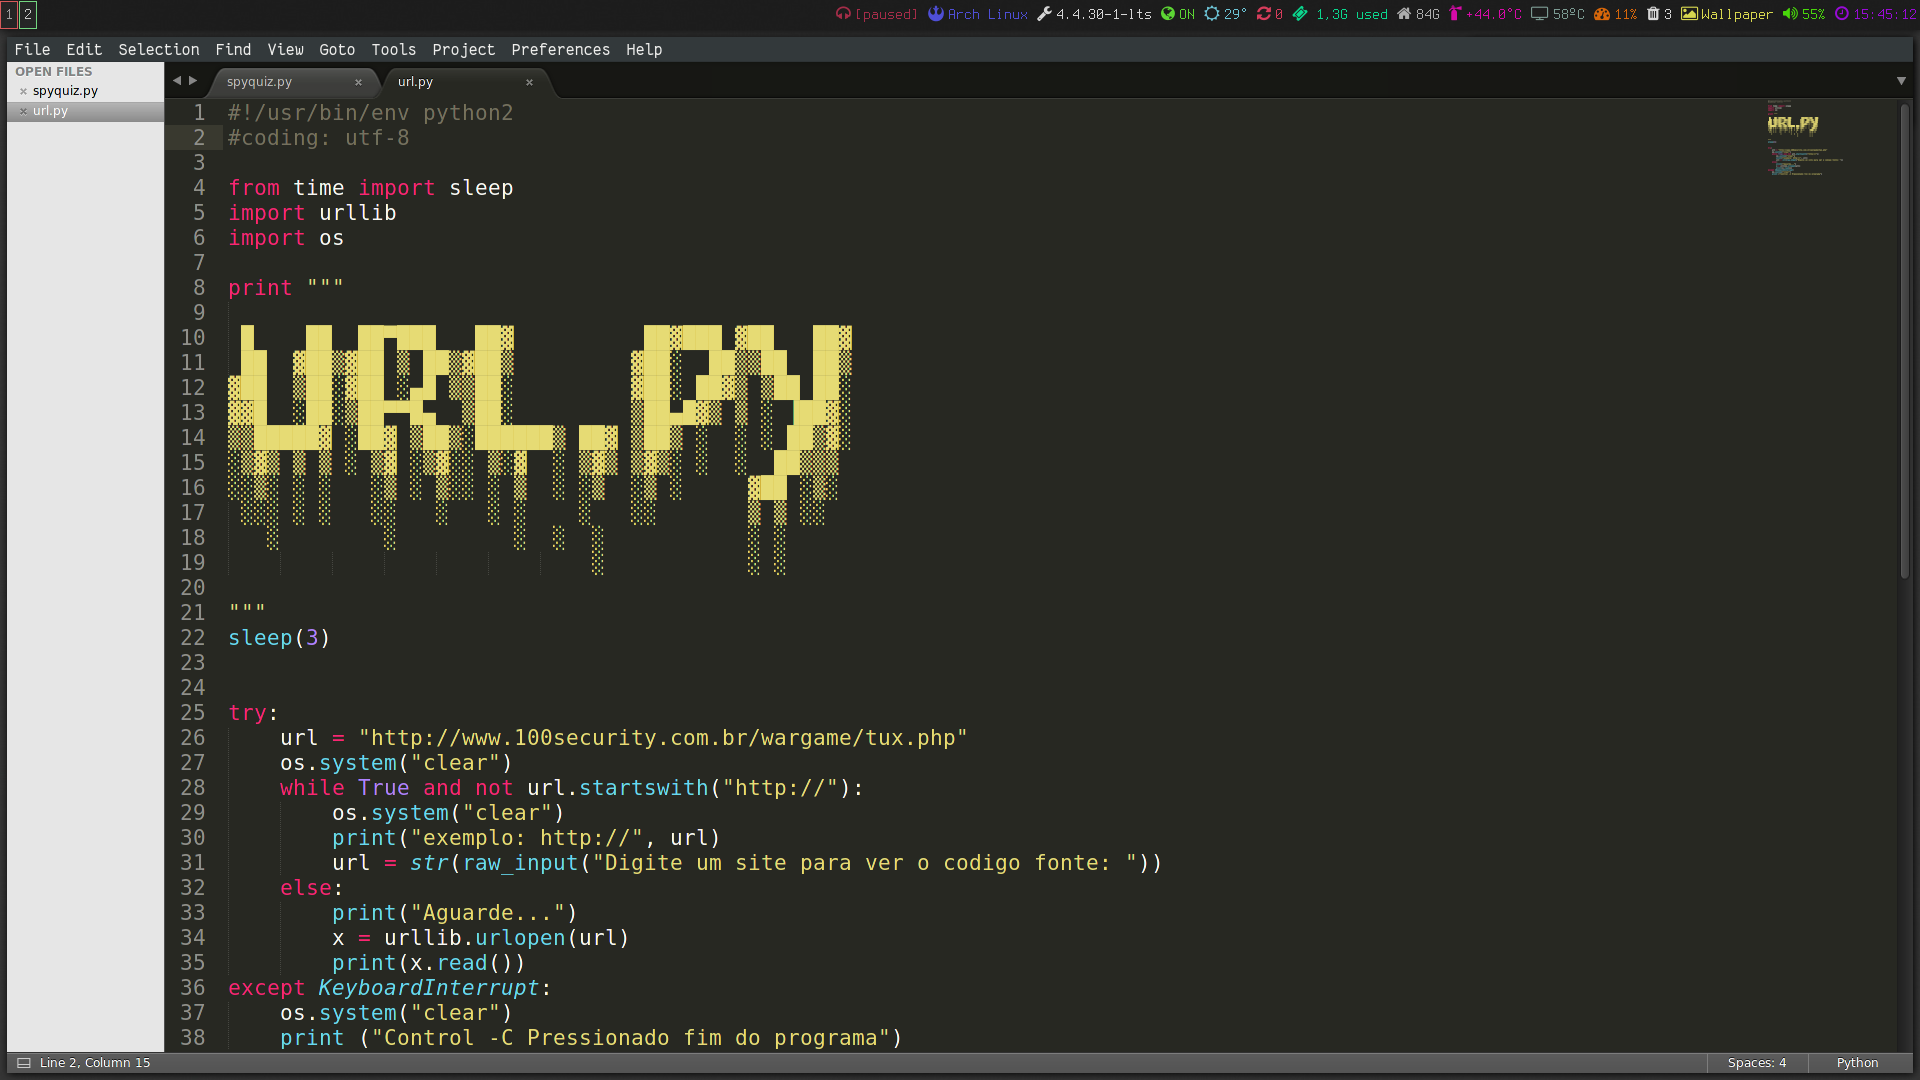 1 2 [paused] Arch Linux 4.4.30-1-lts ON 29° 0 1,3G used 84G +44.0°C 58ºC 11% 3 Wallpaper 55% 15:45:12
File Edit Selection Find View Goto Tools Project Preferences Help
OPEN FILES
spyquiz.py
url.py
spyquiz.py url.py
1 #!/usr/bin/env python2
2 #coding: utf-8
3
4 from time import sleep
5 import urllib
6 import os
7
8 print """
9
10
11
12
13
14
15
16
17
18
19
URL.PY
20
21 """
22 sleep(3)
23
24
25 try:
26     url = "http://www.100security.com.br/wargame/tux.php"
27     os.system("clear")
28     while True and not url.startswith("http://"):
29         os.system("clear")
30         print("exemplo: http://", url)
31         url = str(raw_input("Digite um site para ver o codigo fonte: "))
32     else:
33         print("Aguarde...")
34         x = urllib.urlopen(url)
35         print(x.read())
36 except KeyboardInterrupt:
37     os.system("clear")
38     print ("Control -C Pressionado fim do programa")
URL.PY
Line 2, Column 15 Spaces: 4 Python